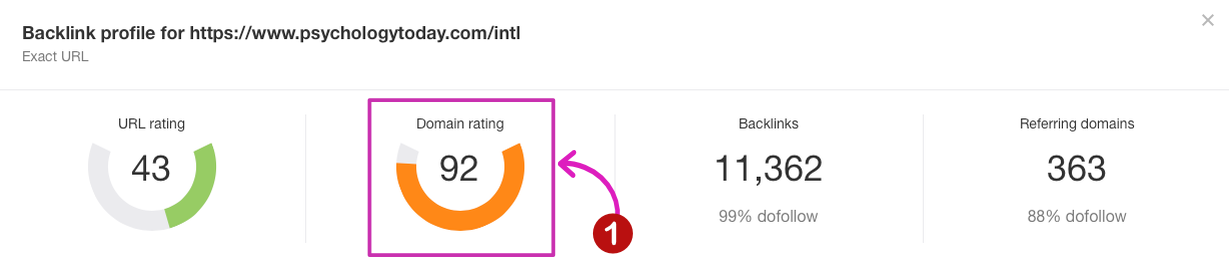 Backlink profile for https://www.psychologytoday.com/intl
Exact URL
URL rating
43
Domain rating
92
Backlinks
11,362
99% dofollow
Referring domains
363
88% dofollow
1